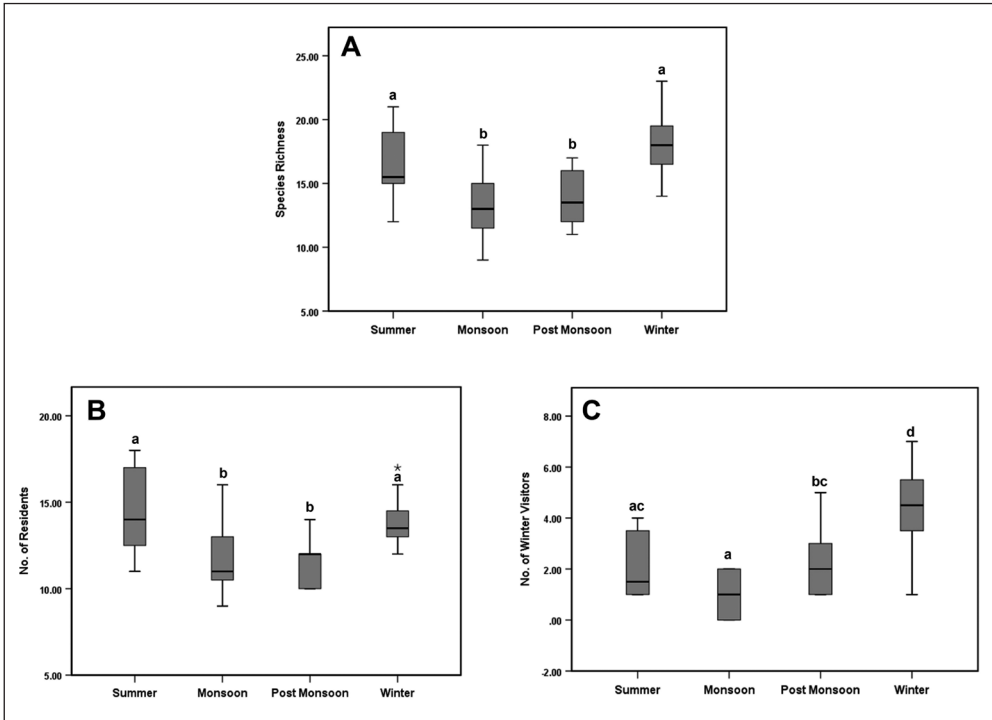 A
Species Richness
25.00
20.00
15.00
10.00
5.00
a
b
b
a
Summer
Monsoon
Post Monsoon
Winter
B
No. of Residents
20.00
15.00
10.00
5.00
a
b
b
*
a
Summer
Monsoon
Post Monsoon
Winter
C
No. of Winter Visitors
8.00
6.00
4.00
2.00
.00
-2.00
ac
a
bc
d
Summer
Monsoon
Post Monsoon
Winter